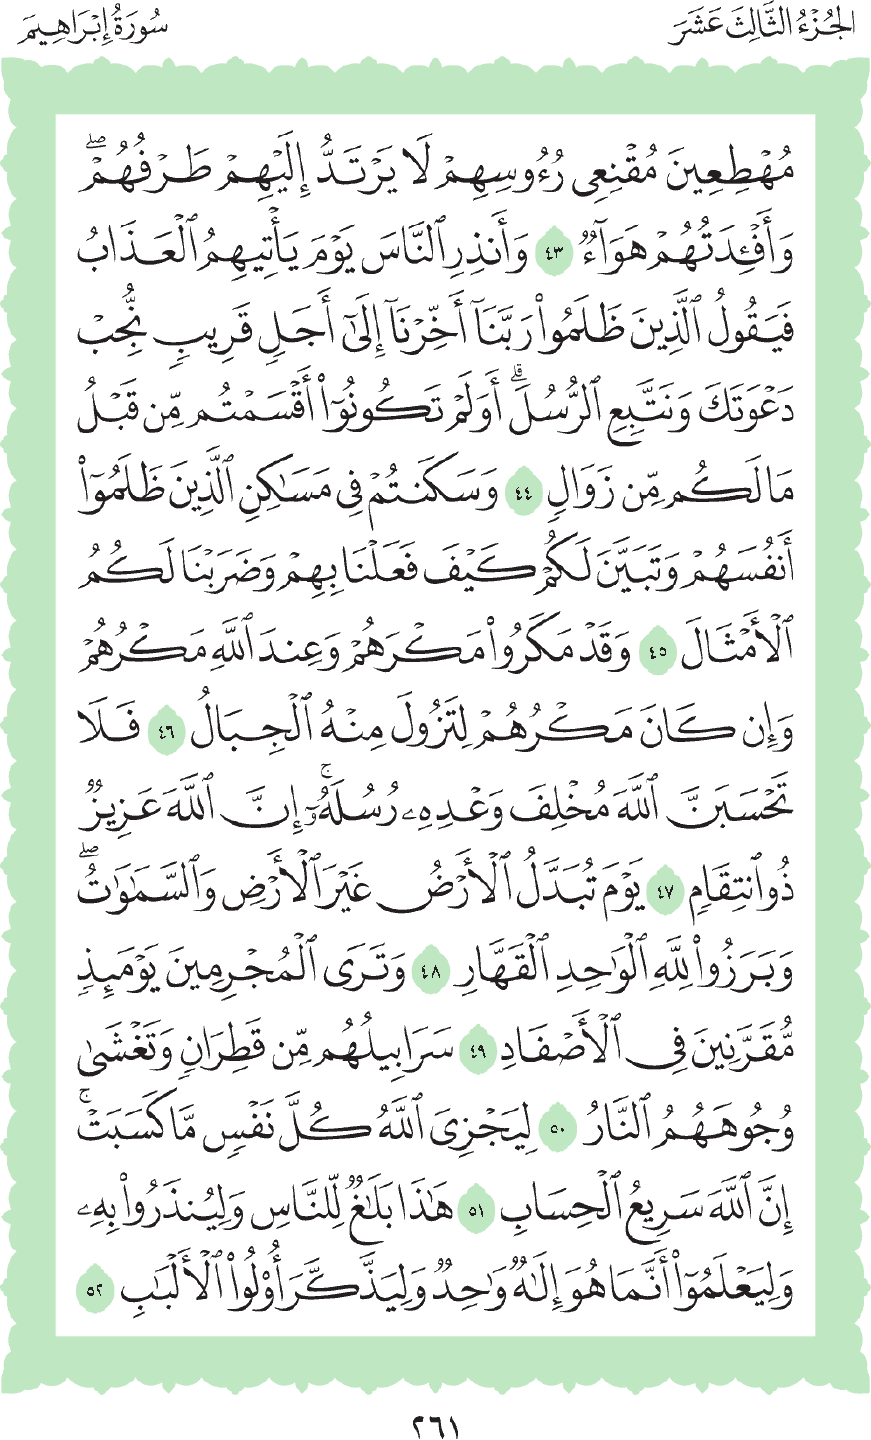 الجُزْءُ الثَّالِثَ عَشَرَ
سُورَةُ إِبْرَاهِيمَ
مُهۡطِعِينَ مُقۡنِعِي رُءُوسِهِمۡ لَا يَرۡتَدُّ إِلَيۡهِمۡ طَرۡفُهُمۡۖ
وَأَفۡـِٔدَتُهُمۡ هَوَآءٞ ٤٣ وَأَنذِرِ ٱلنَّاسَ يَوۡمَ يَأۡتِيهِمُ ٱلۡعَذَابُ
فَيَقُولُ ٱلَّذِينَ ظَلَمُواْ رَبَّنَآ أَخِّرۡنَآ إِلَىٰٓ أَجَلٖ قَرِيبٖ نُّجِبۡ
دَعۡوَتَكَ وَنَتَّبِعِ ٱلرُّسُلَۗ أَوَلَمۡ تَكُونُوٓاْ أَقۡسَمۡتُم مِّن قَبۡلُ
مَا لَكُم مِّن زَوَالٖ ٤٤ وَسَكَنتُمۡ فِي مَسَٰكِنِ ٱلَّذِينَ ظَلَمُوٓاْ
أَنفُسَهُمۡ وَتَبَيَّنَ لَكُمۡ كَيۡفَ فَعَلۡنَا بِهِمۡ وَضَرَبۡنَا لَكُمُ
ٱلۡأَمۡثَالَ ٤٥ وَقَدۡ مَكَرُواْ مَكۡرَهُمۡ وَعِندَ ٱللَّهِ مَكۡرُهُمۡ
وَإِن كَانَ مَكۡرُهُمۡ لِتَزُولَ مِنۡهُ ٱلۡجِبَالُ ٤٦ فَلَا
تَحۡسَبَنَّ ٱللَّهَ مُخۡلِفَ وَعۡدِهِۦ رُسُلَهُۥٓۚ إِنَّ ٱللَّهَ عَزِيزٞ
ذُو ٱنتِقَامٖ ٤٧ يَوۡمَ تُبَدَّلُ ٱلۡأَرۡضُ غَيۡرَ ٱلۡأَرۡضِ وَٱلسَّمَٰوَٰتُۖ
وَبَرَزُواْ لِلَّهِ ٱلۡوَٰحِدِ ٱلۡقَهَّارِ ٤٨ وَتَرَى ٱلۡمُجۡرِمِينَ يَوۡمَئِذٖ
مُّقَرَّنِينَ فِي ٱلۡأَصۡفَادِ ٤٩ سَرَابِيلُهُم مِّن قَطِرَانٖ وَتَغۡشَىٰ
وُجُوهَهُمُ ٱلنَّارُ ٥٠ لِيَجۡزِيَ ٱللَّهُ كُلَّ نَفۡسٖ مَّا كَسَبَتۡۚ
إِنَّ ٱللَّهَ سَرِيعُ ٱلۡحِسَابِ ٥١ هَٰذَا بَلَٰغٞ لِّلنَّاسِ وَلِيُنذَرُواْ بِهِۦ
وَلِيَعۡلَمُوٓاْ أَنَّمَا هُوَ إِلَٰهٞ وَٰحِدٞ وَلِيَذَّكَّرَ أُوْلُواْ ٱلۡأَلۡبَٰبِ ٥٢
٢٦١